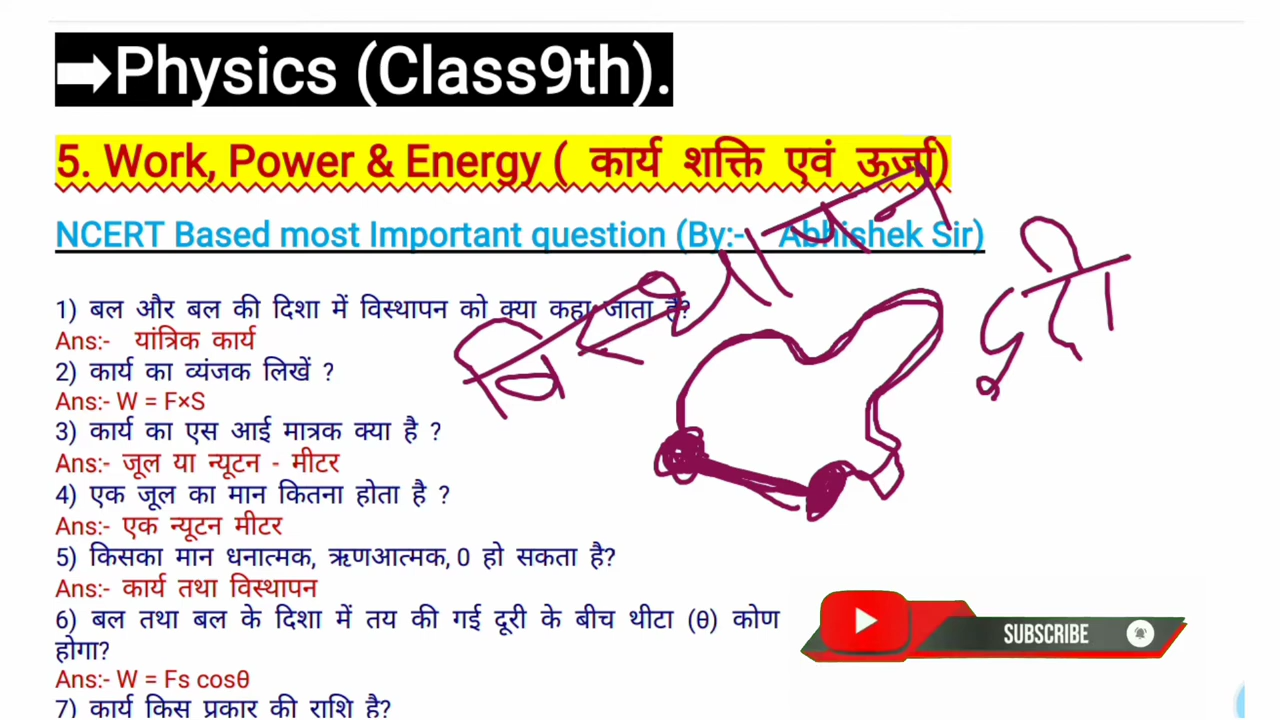 ➡Physics (Class9th).
5. Work, Power & Energy ( कार्य शक्ति एवं ऊर्जा)
NCERT Based most Important question (By:- Abhishek Sir)
विस्थापन
दूरी
1) बल और बल की दिशा में विस्थापन को क्या कहा जाता है?
Ans:- यांत्रिक कार्य
2) कार्य का व्यंजक लिखें ?
Ans:- W = F×S
3) कार्य का एस आई मात्रक क्या है ?
Ans:- जूल या न्यूटन - मीटर
4) एक जूल का मान कितना होता है ?
Ans:- एक न्यूटन मीटर
5) किसका मान धनात्मक, ऋणआत्मक, 0 हो सकता है?
Ans:- कार्य तथा विस्थापन
6) बल तथा बल के दिशा में तय की गई दूरी के बीच थीटा (θ) कोण
होगा?
Ans:- W = Fs cosθ
7) कार्य किस प्रकार की राशि है?
SUBSCRIBE